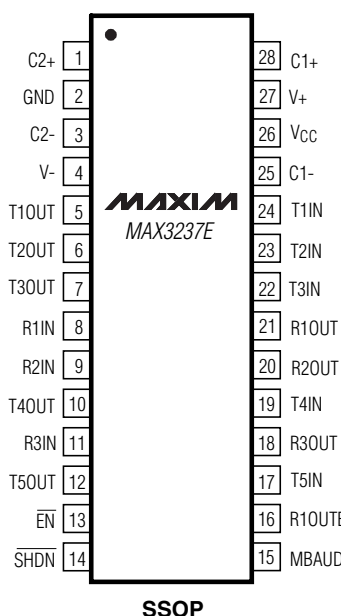 C2+ 1 28 C1+
GND 2 27 V+
C2- 3 26 VCC
V- 4 25 C1-
T1OUT 5 MAXIM 24 T1IN
MAX3237E
T2OUT 6 23 T2IN
T3OUT 7 22 T3IN
R1IN 8 21 R1OUT
R2IN 9 20 R2OUT
T4OUT 10 19 T4IN
R3IN 11 18 R3OUT
T5OUT 12 17 T5IN
EN 13 16 R1OUTB
SHDN 14 15 MBAUD
SSOP